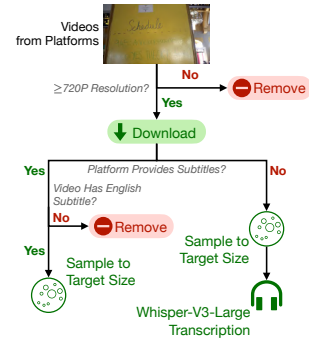 Videos
from Platforms
Schedule
≥720P Resolution?
No
Remove
Yes
Download
Yes
Platform Provides Subtitles?
No
Video Has English
Subtitle?
No
Remove
Yes
Sample to
Target Size
Sample to
Target Size
Whisper-V3-Large
Transcription